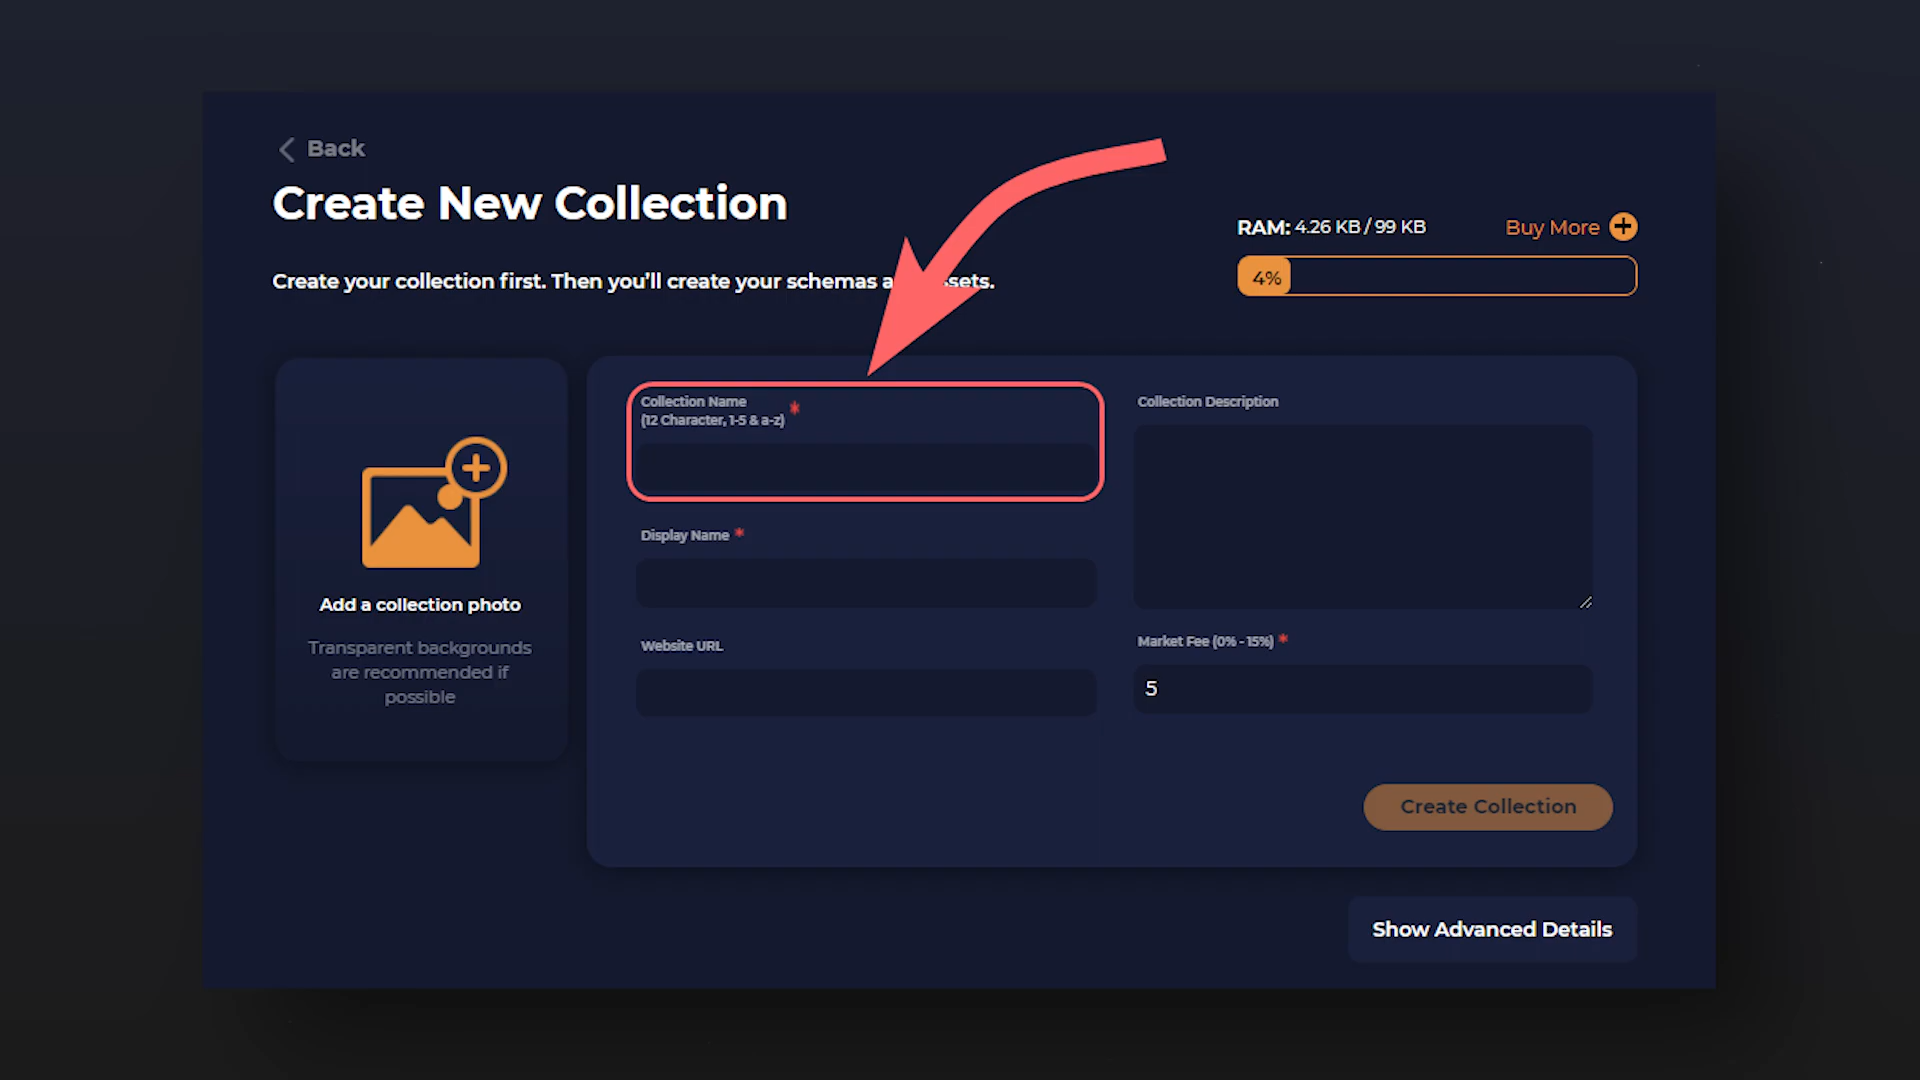 Back
Create New Collection
Create your collection first. Then you'll create your schemas a sets.
RAM: 4.26 KB / 99 KB
Buy More
4%
Add a collection photo
Transparent backgrounds
are recommended if
possible
Collection Name *
(12 Character, 1-5 & a-z)
Display Name *
Website URL
Collection Description
Market Fee (0% - 15%) *
5
Create Collection
Show Advanced Details